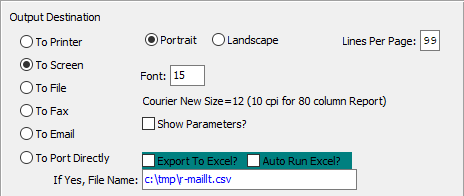 Output Destination
To Printer
Portrait Landscape Lines Per Page: 99
To Screen
To File Font: 15
Courier New Size=12 (10 cpi for 80 column Report)
To Fax
Show Parameters?
To Email
To Port Directly Export To Excel? Auto Run Excel?
If Yes, File Name: c:\tmp\r-maillt.csv